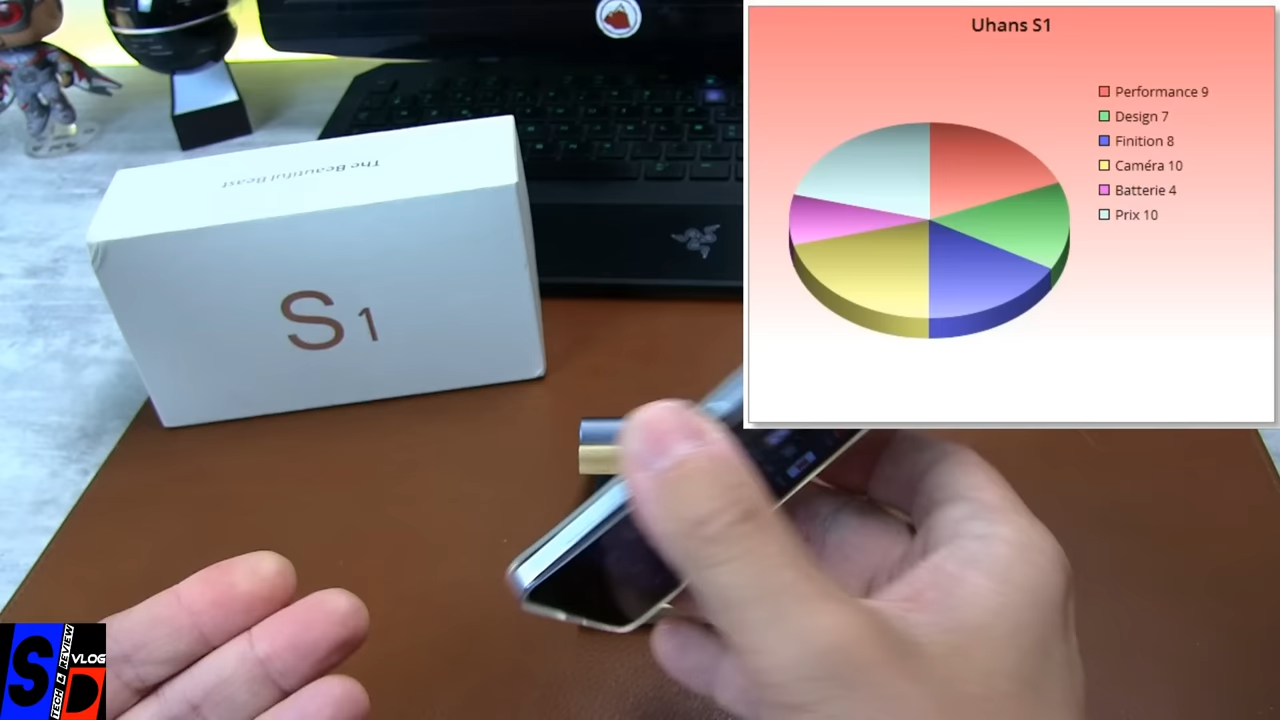 Uhans S1
Performance 9
Design 7
Finition 8
Caméra 10
Batterie 4
Prix 10
The Beautiful Beast
S1
SD
TECH & REVIEW
VLOG